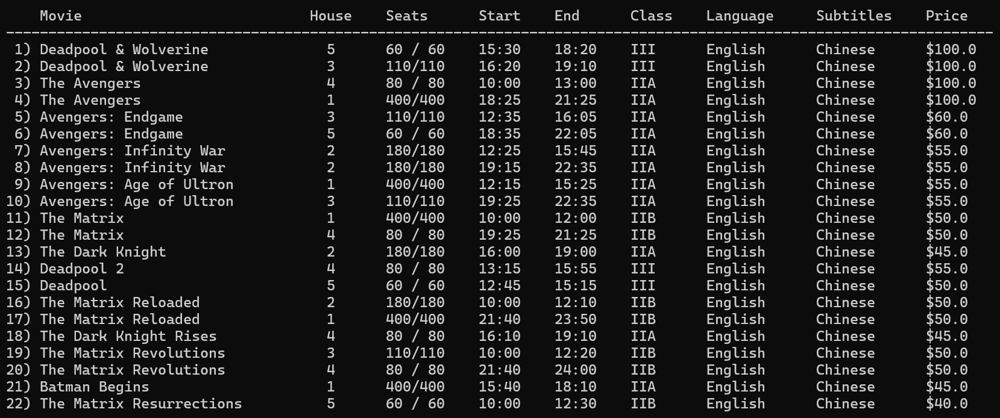 Movie House Seats Start End Class Language Subtitles Price
-----------------------------------------------------------------------------------------------------------------
1) Deadpool & Wolverine 5 60 / 60 15:30 18:20 III English Chinese $100.0
2) Deadpool & Wolverine 3 110/110 16:20 19:10 III English Chinese $100.0
3) The Avengers 4 80 / 80 10:00 13:00 IIA English Chinese $100.0
4) The Avengers 1 400/400 18:25 21:25 IIA English Chinese $100.0
5) Avengers: Endgame 3 110/110 12:35 16:05 IIA English Chinese $60.0
6) Avengers: Endgame 5 60 / 60 18:35 22:05 IIA English Chinese $60.0
7) Avengers: Infinity War 2 180/180 12:25 15:45 IIA English Chinese $55.0
8) Avengers: Infinity War 2 180/180 19:15 22:35 IIA English Chinese $55.0
9) Avengers: Age of Ultron 1 400/400 12:15 15:25 IIA English Chinese $55.0
10) Avengers: Age of Ultron 3 110/110 19:25 22:35 IIA English Chinese $55.0
11) The Matrix 1 400/400 10:00 12:00 IIB English Chinese $50.0
12) The Matrix 4 80 / 80 19:25 21:25 IIB English Chinese $50.0
13) The Dark Knight 2 180/180 16:00 19:00 IIA English Chinese $45.0
14) Deadpool 2 4 80 / 80 13:15 15:55 III English Chinese $55.0
15) Deadpool 5 60 / 60 12:45 15:15 III English Chinese $50.0
16) The Matrix Reloaded 2 180/180 10:00 12:10 IIB English Chinese $50.0
17) The Matrix Reloaded 1 400/400 21:40 23:50 IIB English Chinese $50.0
18) The Dark Knight Rises 4 80 / 80 16:10 19:10 IIA English Chinese $45.0
19) The Matrix Revolutions 3 110/110 10:00 12:20 IIB English Chinese $50.0
20) The Matrix Revolutions 4 80 / 80 21:40 24:00 IIB English Chinese $50.0
21) Batman Begins 1 400/400 15:40 18:10 IIA English Chinese $45.0
22) The Matrix Resurrections 5 60 / 60 10:00 12:30 IIB English Chinese $40.0